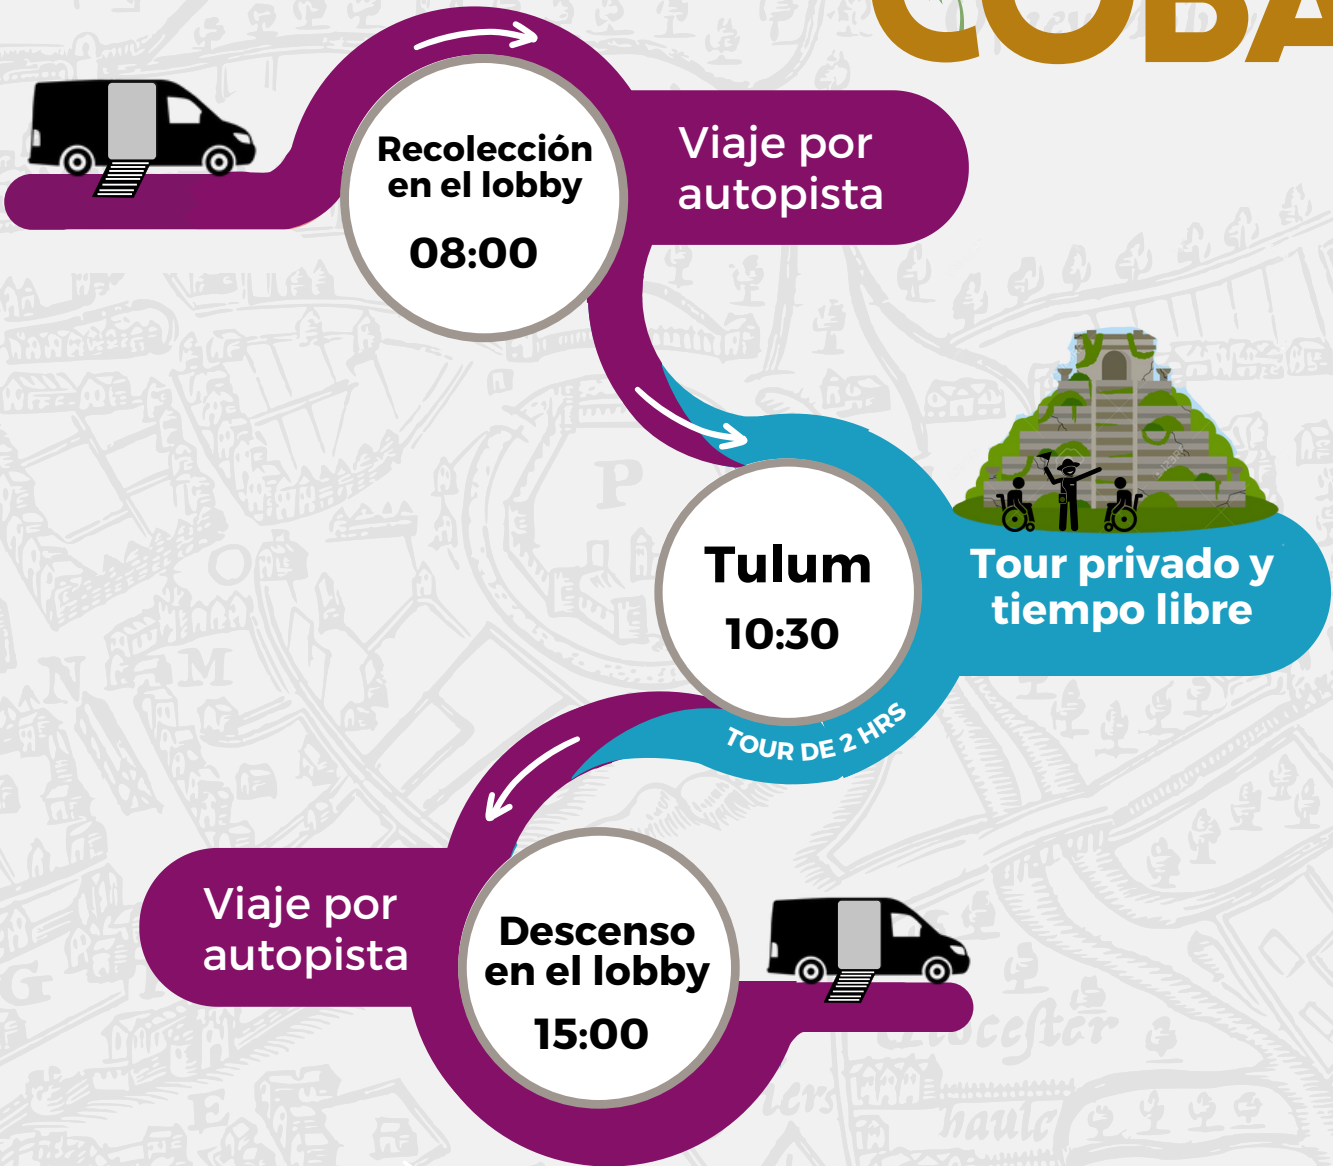 COBA
Recolección
en el lobby
08:00
Viaje por
autopista
Tulum
10:30
Tour privado y
tiempo libre
TOUR DE 2 HRS
Viaje por
autopista
Descenso
en el lobby
15:00